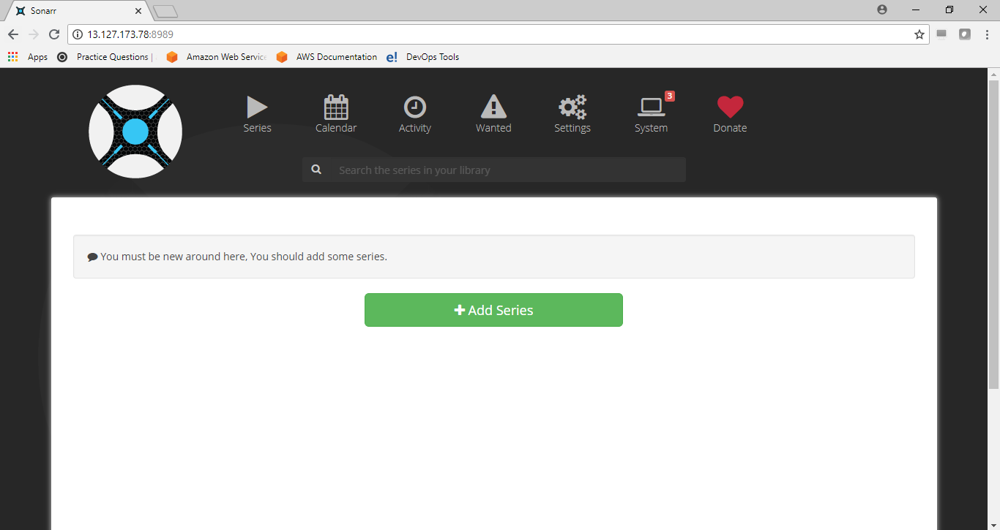 Sonarr
13.127.173.78:8989
Apps Practice Questions | Amazon Web Service AWS Documentation e! DevOps Tools
3
Series Calendar Activity Wanted Settings System Donate
Search the series in your library
You must be new around here, You should add some series.
Add Series